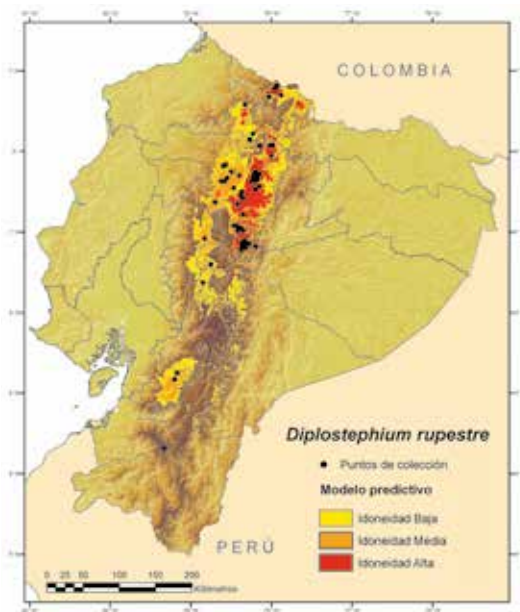 COLOMBIA
Diplostephium rupestre
Puntos de colección
Modelo predictivo
Idoneidad Baja
Idoneidad Media
Idoneidad Alta
PERÚ
0 25 50 100 150 200
Kilómetros